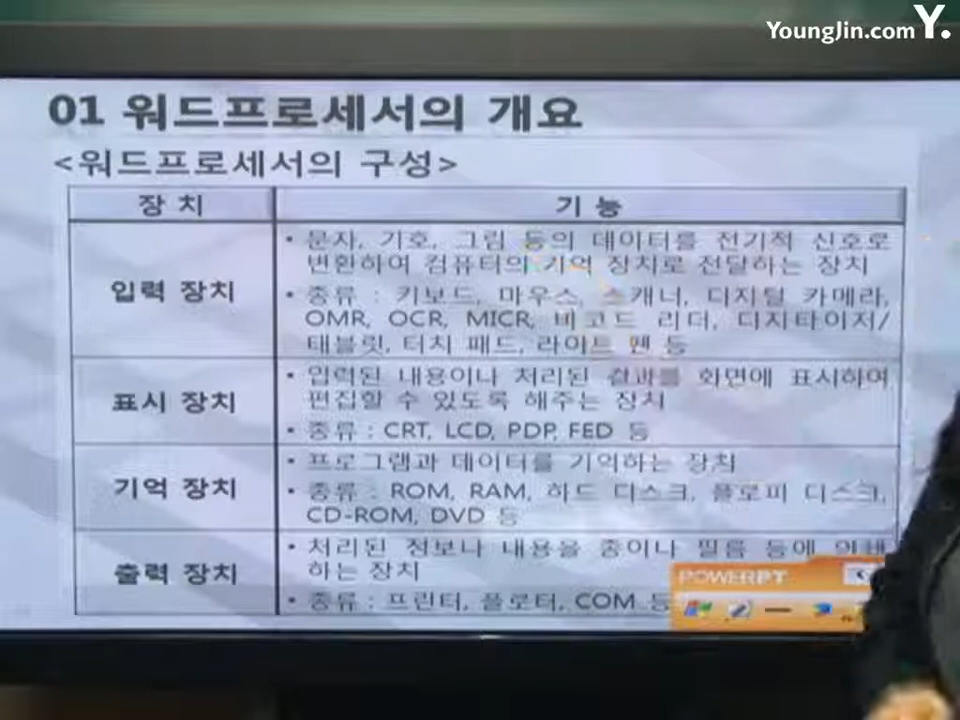 YoungJin.com Y.
01 워드프로세서의 개요
<워드프로세서의 구성>
장 치
기 능
입력 장치
• 문자, 기호, 그림 등의 데이터를 전기적 신호로
변환하여 컴퓨터의 기억 장치로 전달하는 장치
• 종류 : 키보드, 마우스, 스캐너, 디지털 카메라,
OMR, OCR, MICR, 바코드 리더, 디지타이저/
태블릿, 터치 패드, 라이트 펜 등
표시 장치
• 입력된 내용이나 처리된 결과를 화면에 표시하여
편집할 수 있도록 해주는 장치
• 종류 : CRT, LCD, PDP, FED 등
기억 장치
• 프로그램과 데이터를 기억하는 장치
• 종류 : ROM, RAM, 하드 디스크, 플로피 디스크,
CD-ROM, DVD 등
출력 장치
• 처리된 정보나 내용을 종이나 필름 등에 인쇄
하는 장치
• 종류 : 프린터, 플로터, COM 등
POWERPT